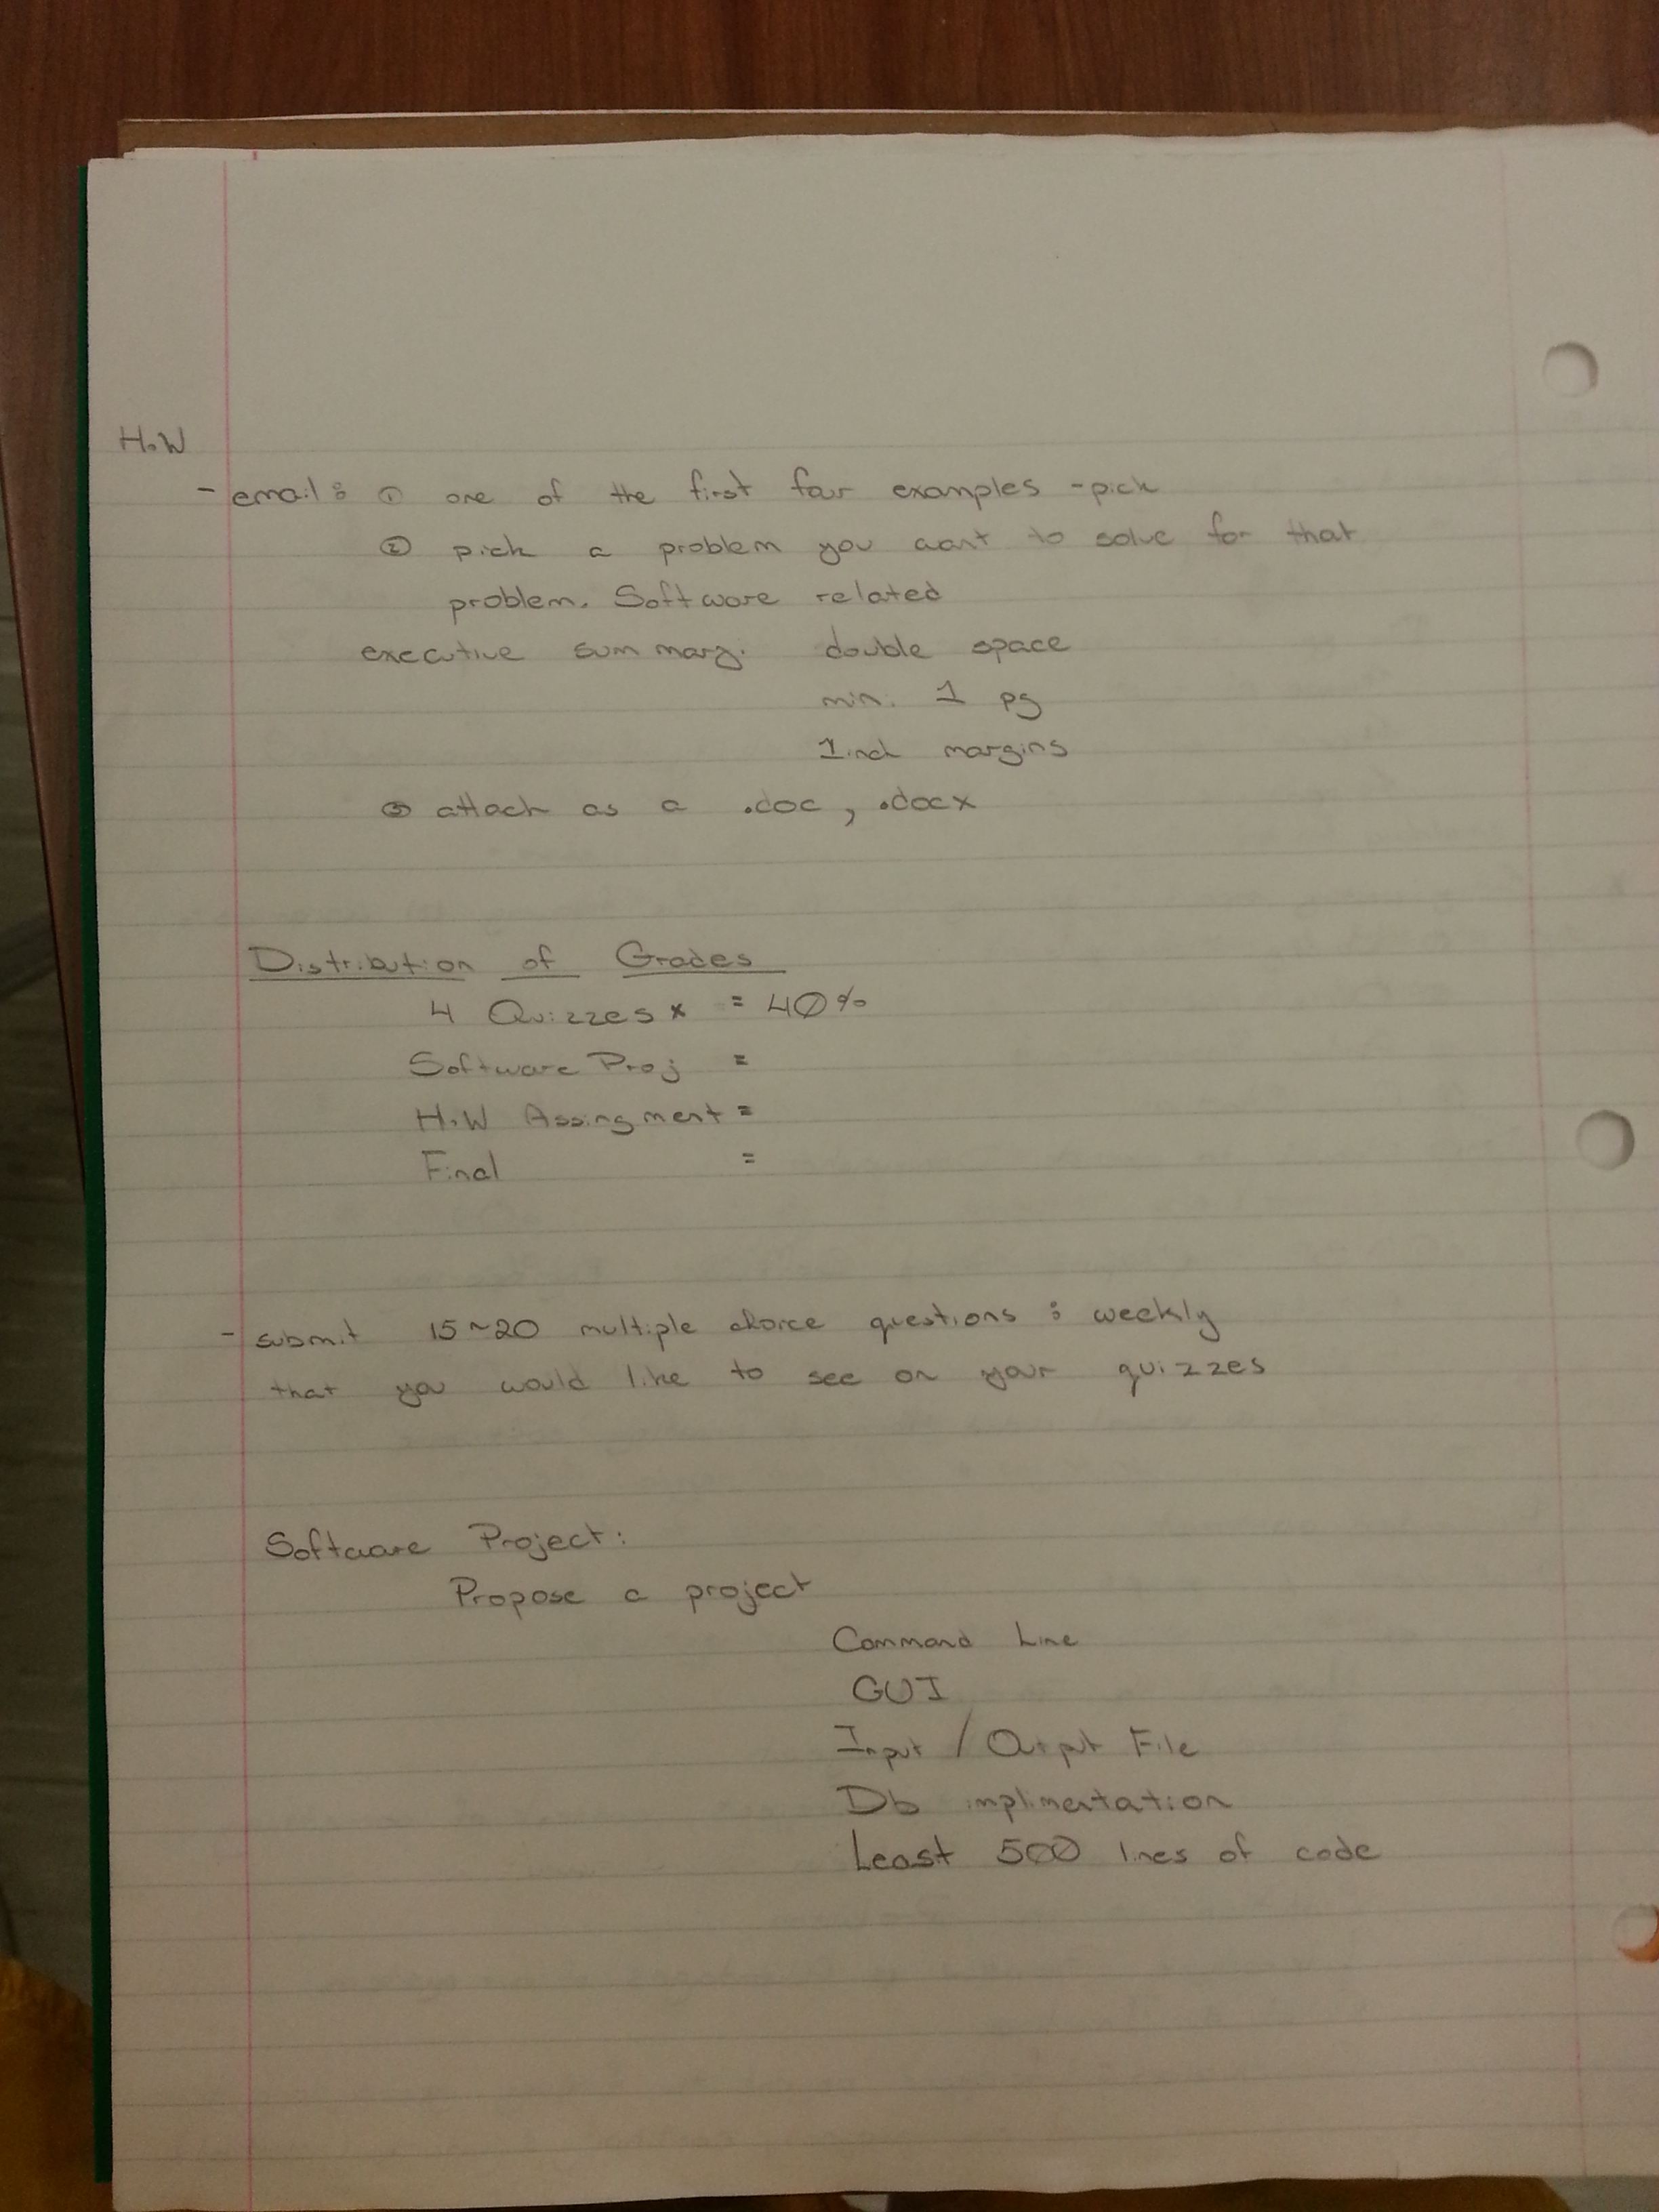 H.W
- email: ① one of the first four examples - pick
② pick a problem you want to solve for that
problem. Software related
executive summary. double space
min. 1 pg
1 inch margins
③ attach as a .doc, .docx
Distribution of Grades
4 Quizzes x = 40%
Software Proj =
H.W Assingment =
Final =
- submit 15~20 multiple choice questions : weekly
that you would like to see on your quizzes
Software Project:
Propose a project
Command Line
GUI
Input / Output File
Db implimentation
Least 500 lines of code